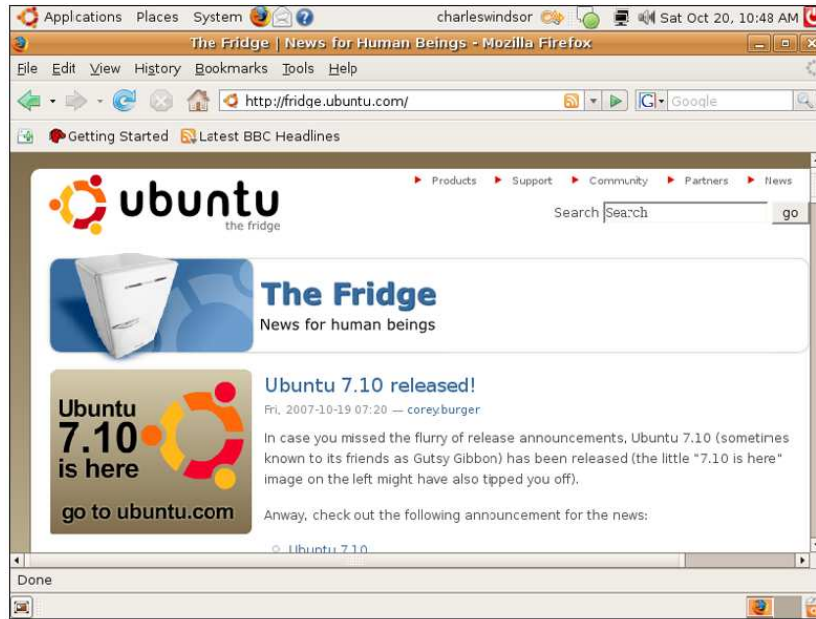 Applications Places System charleswindsor Sat Oct 20, 10:48 AM
The Fridge | News for Human Beings - Mozilla Firefox
File Edit View History Bookmarks Tools Help
http://fridge.ubuntu.com/ G Google
Getting Started Latest BBC Headlines
Products Support Community Partners News
ubuntu
the fridge
Search Search go
The Fridge
News for human beings
Ubuntu
7.10
is here
go to ubuntu.com
Ubuntu 7.10 released!
Fri, 2007-10-19 07:20 — corey.burger
In case you missed the flurry of release announcements, Ubuntu 7.10 (sometimes
known to its friends as Gutsy Gibbon) has been released (the little "7.10 is here"
image on the left might have also tipped you off).
Anway, check out the following announcement for the news:
Ubuntu 7.10
Done